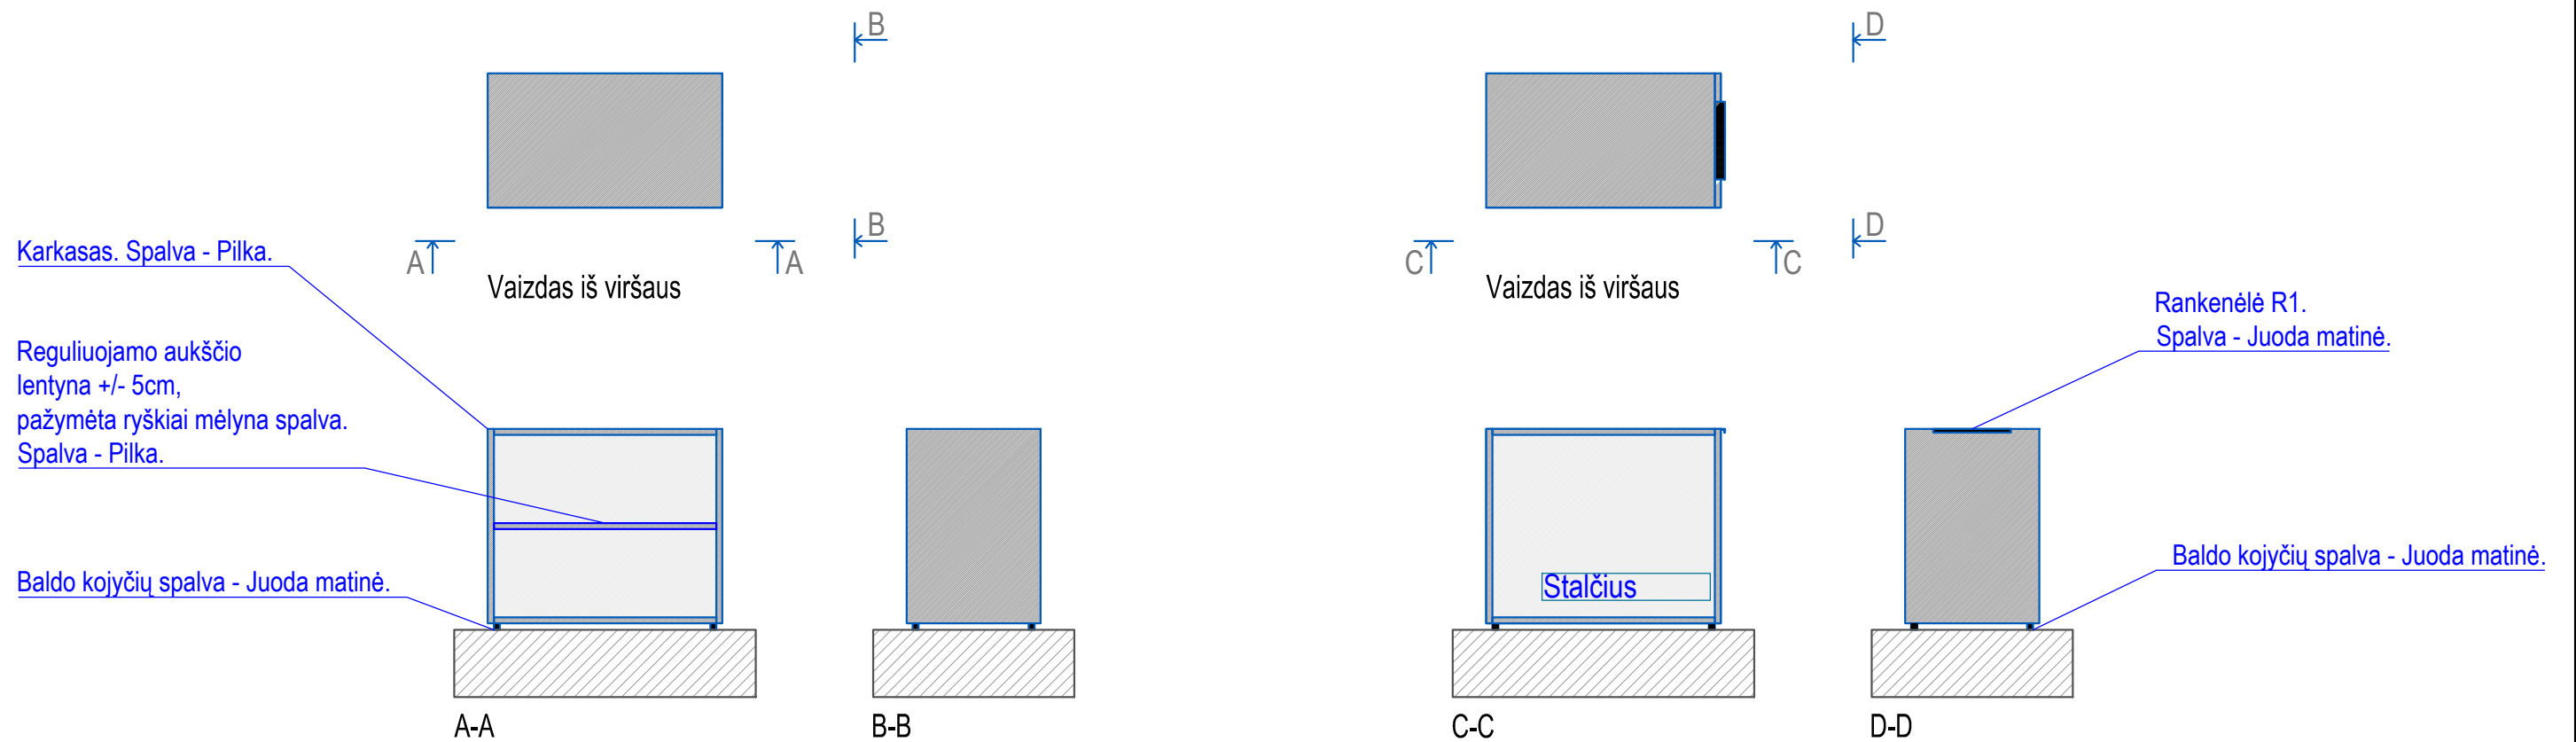 B
D
B
D
A
A
C
C
Karkasas. Spalva - Pilka.
Vaizdas iš viršaus
Vaizdas iš viršaus
Rankenėlė R1.
Spalva - Juoda matinė.
Reguliuojamo aukščio
lentyna +/- 5cm,
pažymėta ryškiai mėlyna spalva.
Spalva - Pilka.
Baldo kojyčių spalva - Juoda matinė.
Stalčius
Baldo kojyčių spalva - Juoda matinė.
A-A
B-B
C-C
D-D